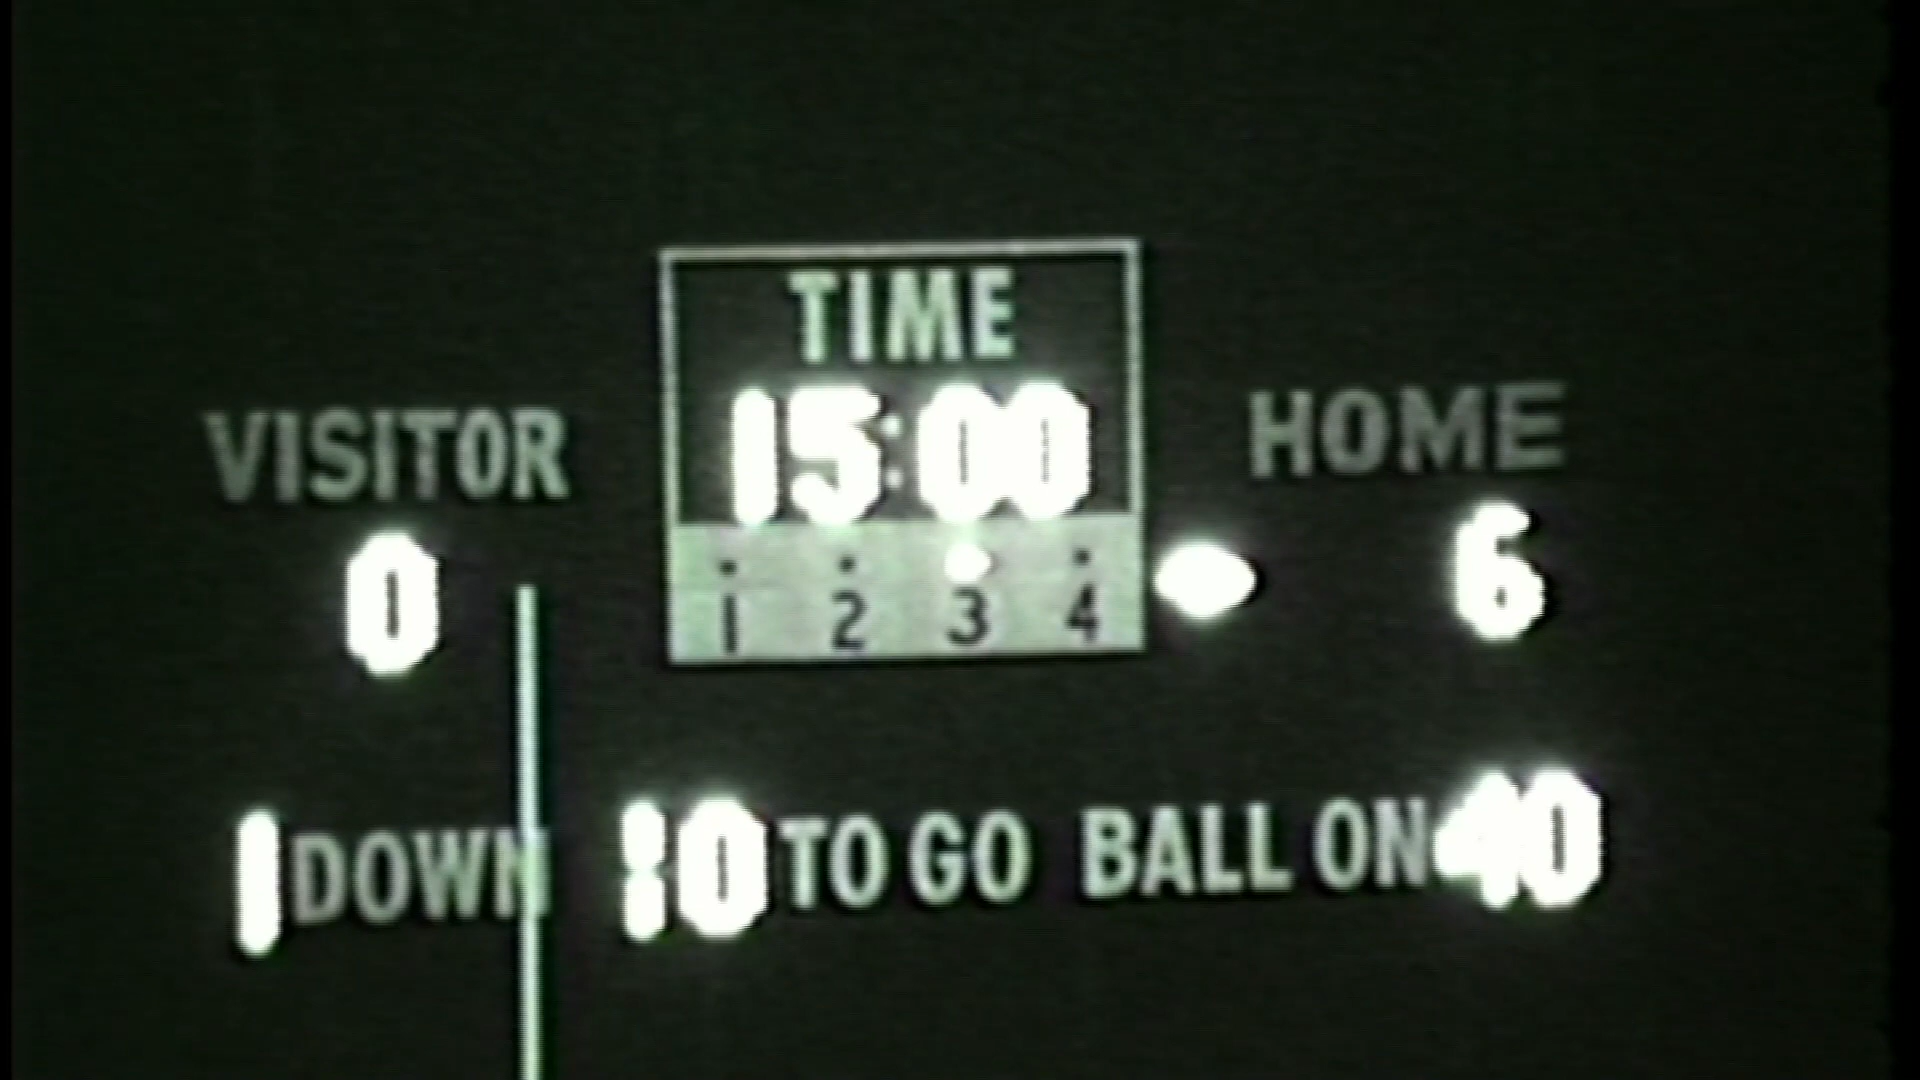 TIME
15:00
VISITOR HOME
1 2 3 4
0 6
1 DOWN 10 TO GO BALL ON 40